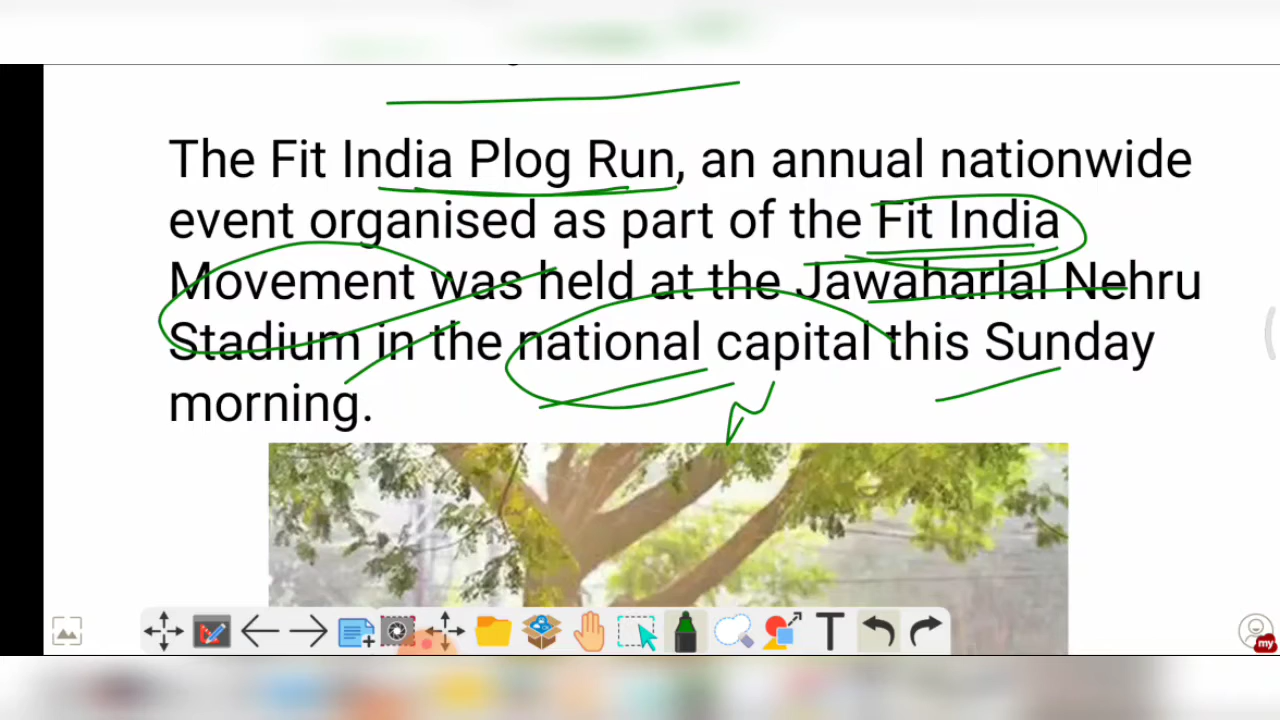 The Fit India Plog Run, an annual nationwide
event organised as part of the Fit India
Movement was held at the Jawaharlal Nehru
Stadium in the national capital this Sunday
morning.
T
my